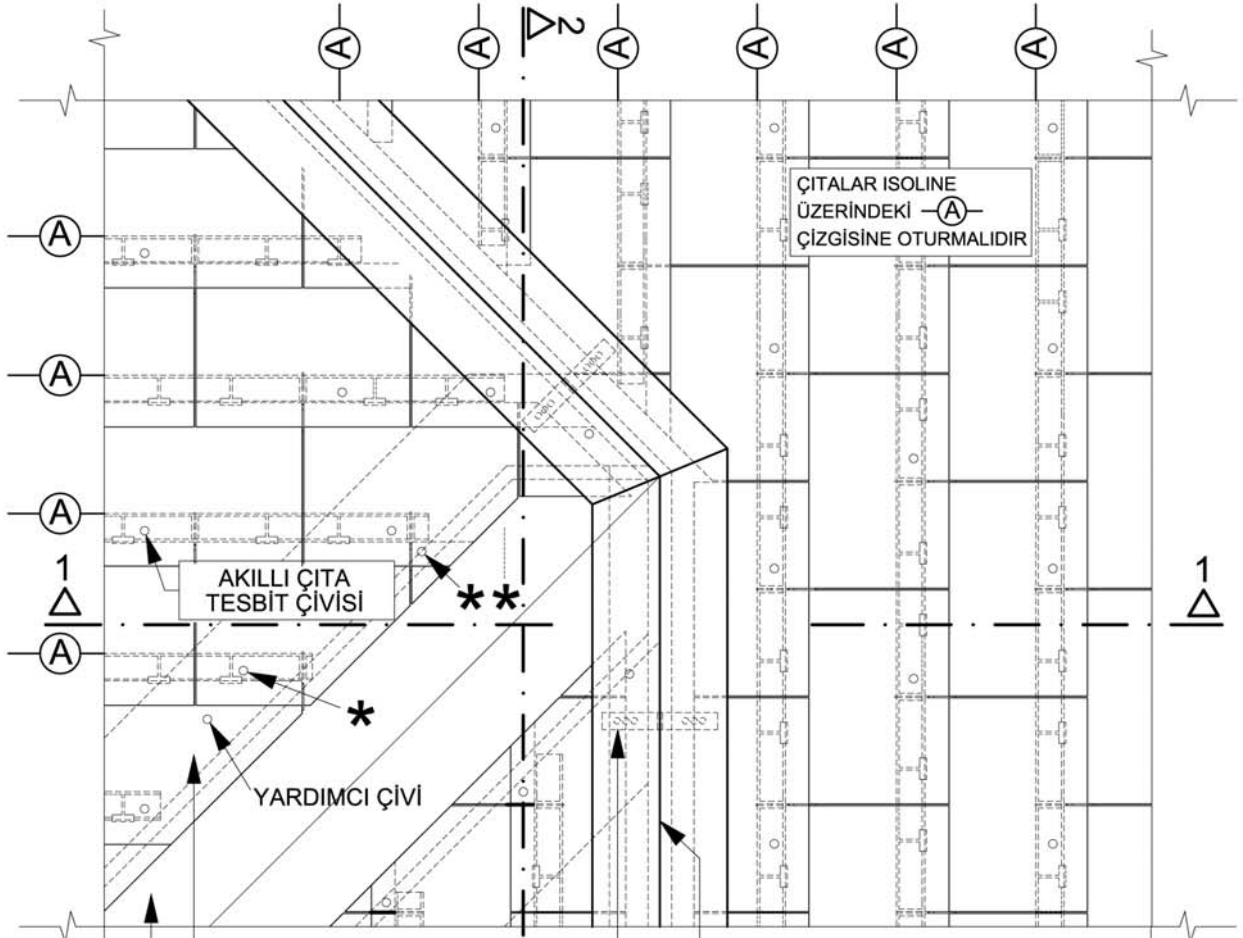 A
A
2
A
A
A
A
ÇITALAR ISOLINE
ÜZERİNDEKİ A
ÇİZGİSİNE OTURMALIDIR
A
A
A
AKILLI ÇITA
TESBİT ÇİVİSİ
1
**
1
A
*
YARDIMCI ÇİVİ